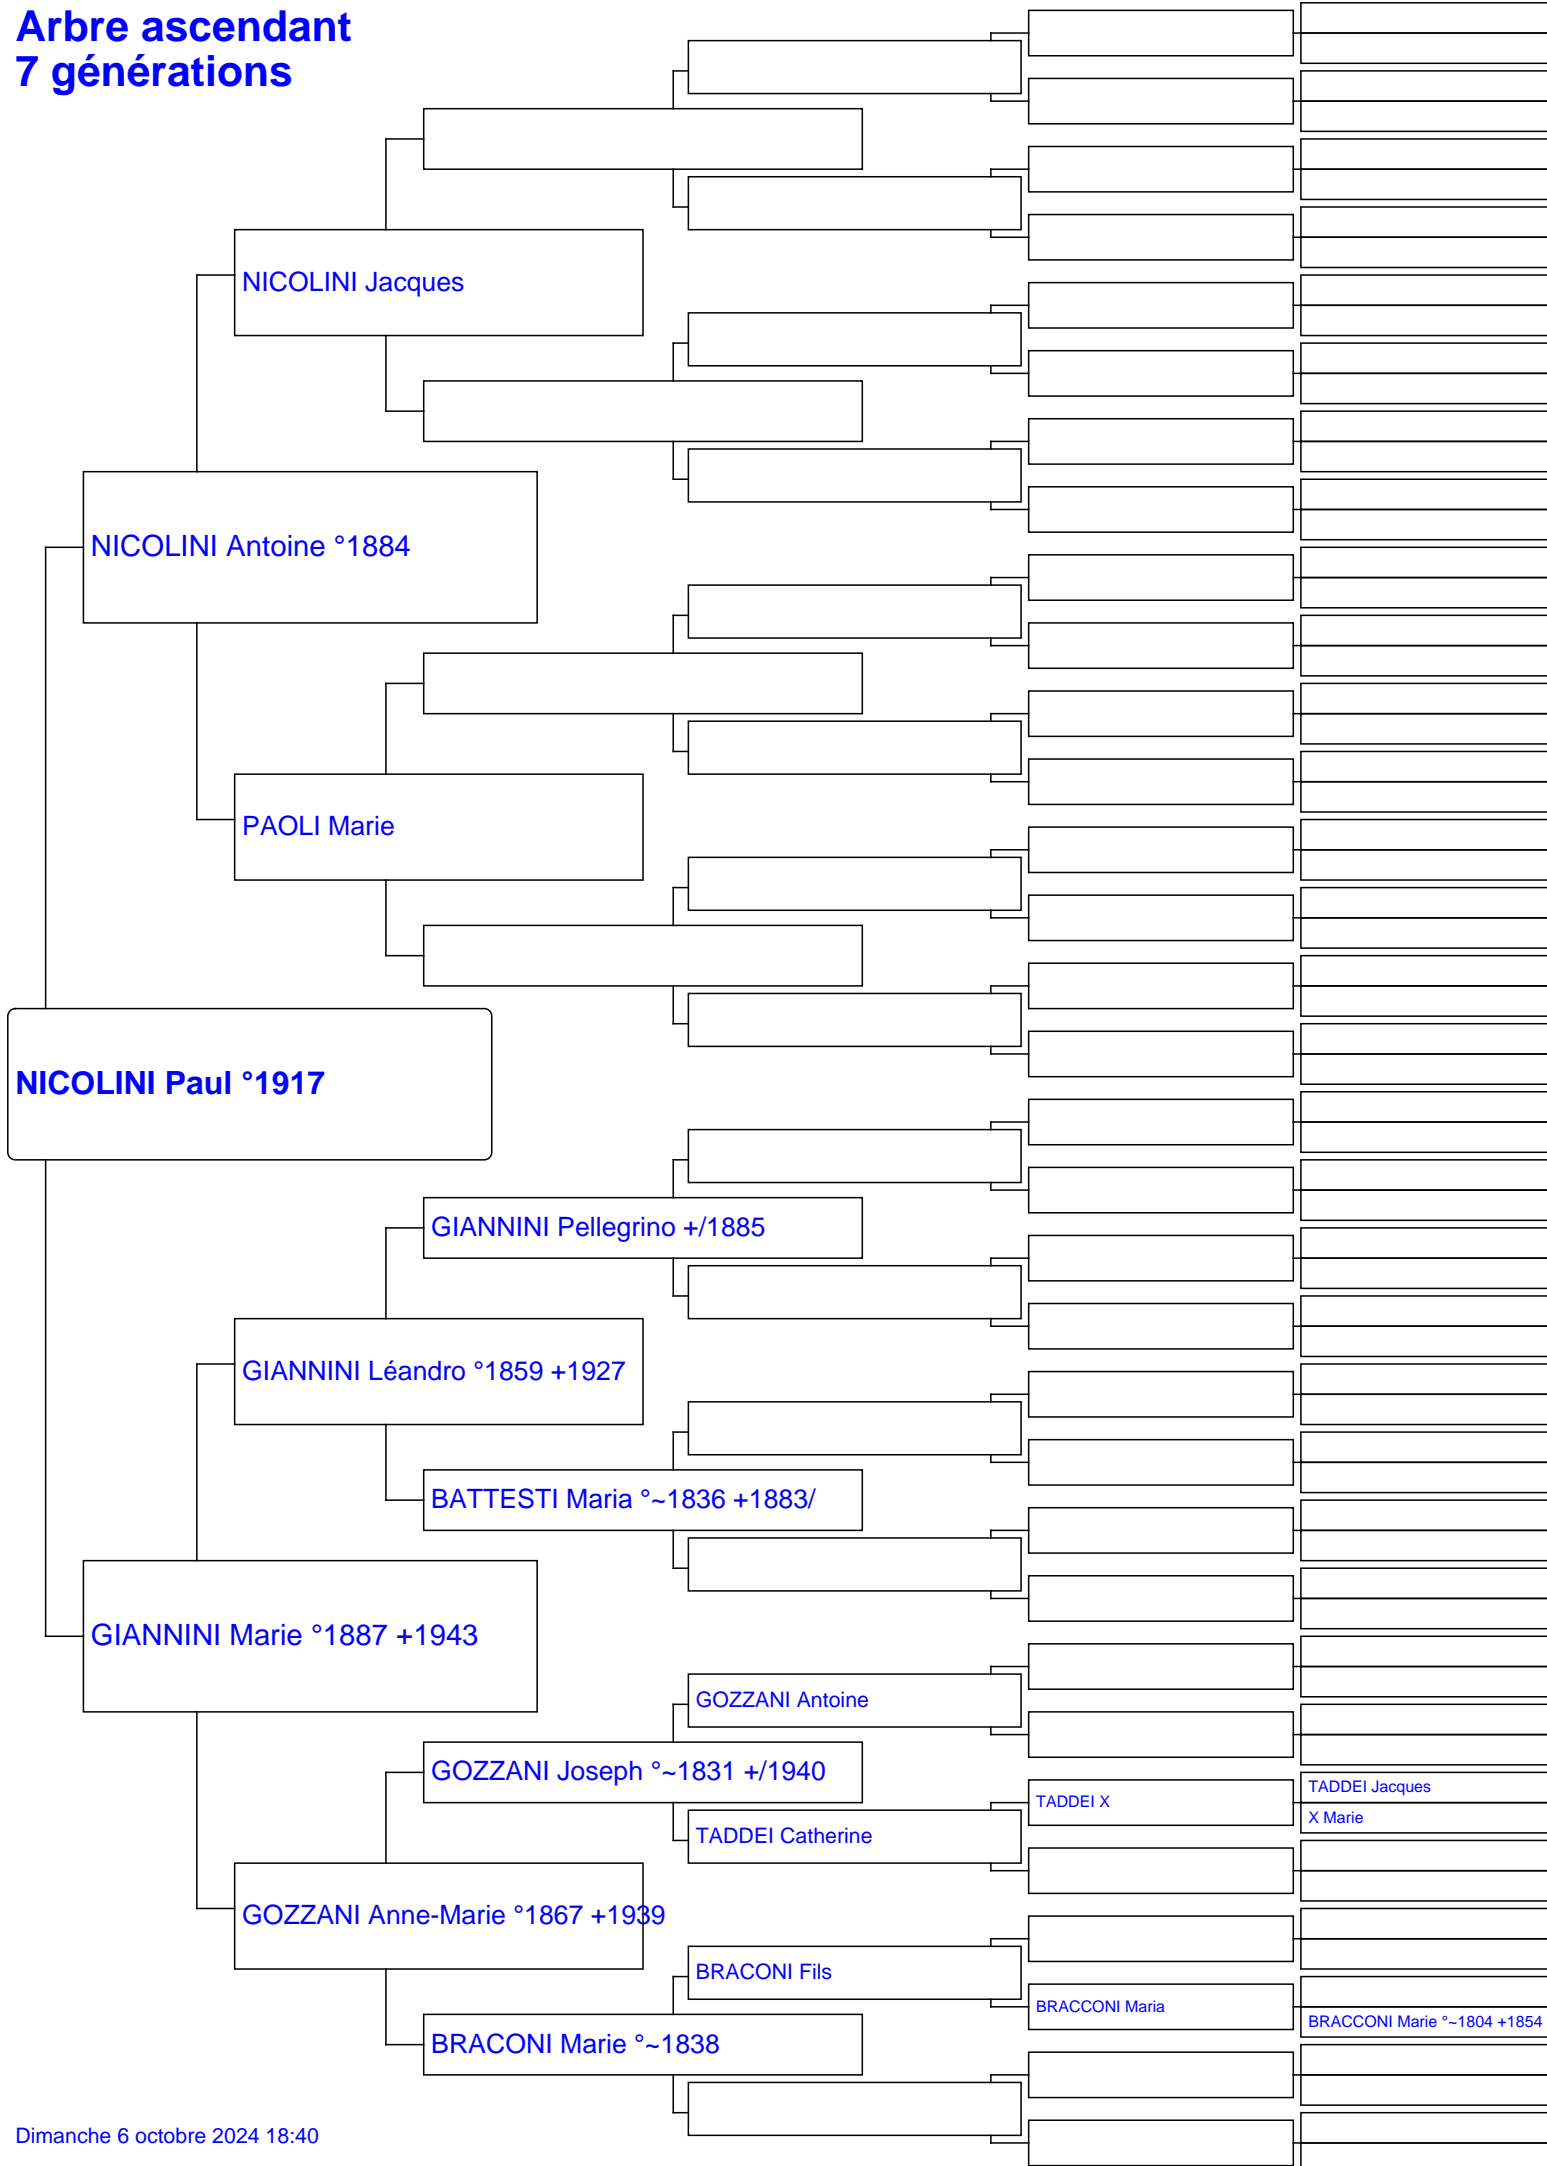 Arbre ascendant
7 générations
NICOLINI Jacques
NICOLINI Antoine °1884
PAOLI Marie
NICOLINI Paul °1917
GIANNINI Pellegrino +/1885
GIANNINI Léandro °1859 +1927
BATTESTI Maria °~1836 +1883/
GIANNINI Marie °1887 +1943
GOZZANI Antoine
GOZZANI Joseph °~1831 +/1940
TADDEI Jacques
TADDEI X
X Marie
TADDEI Catherine
GOZZANI Anne-Marie °1867 +1939
BRACONI Fils
BRACCONI Maria
BRACCONI Marie °~1804 +1854
BRACONI Marie °~1838
Dimanche 6 octobre 2024 18:40